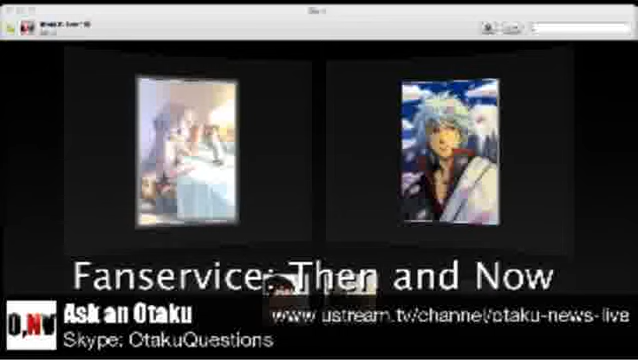 Fanservice: Then and Now
O,N
Ask an Otaku
www.ustream.tv/channel/otaku-news-live
Skype: OtakuQuestions